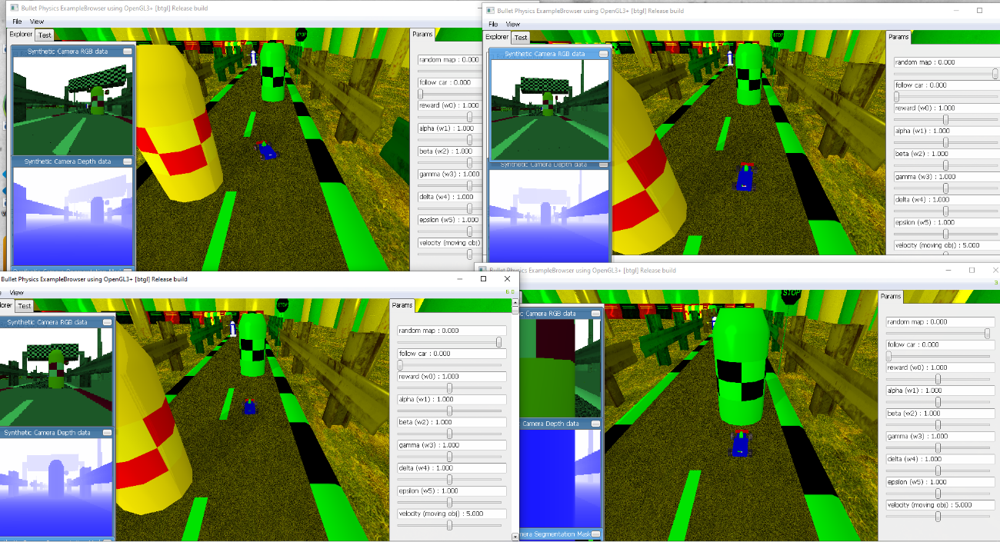 Bullet Physics ExampleBrowser using OpenGL3+ [btgl] Release build
File View
Explorer Test
Params
Synthetic Camera RGB data
STOP
random map : 0.000
follow car : 0.000
reward (w0) : 1.000
alpha (w1) : 1.000
beta (w2) : 1.000
Synthetic Camera Depth data
gamma (w3) : 1.000
delta (w4) : 1.000
epsilon (w5) : 1.000
velocity (moving obj)
Bullet Physics ExampleBrowser using OpenGL3+ [btgl] Release build
File View
Explorer Test
Params
Synthetic Camera RGB data
STOP
random map : 0.000
follow car : 0.000
reward (w0) : 1.000
alpha (w1) : 1.000
beta (w2) : 1.000
Synthetic Camera Depth data
gamma (w3) : 1.000
delta (w4) : 1.000
epsilon (w5) : 1.000
velocity (moving obj) : 5.000
Bullet Physics ExampleBrowser using OpenGL3+ [btgl] Release build
View
orer Test
Params
Synthetic Camera RGB data
STOP
random map : 0.000
follow car : 0.000
reward (w0) : 1.000
alpha (w1) : 1.000
beta (w2) : 1.000
Synthetic Camera Depth data
gamma (w3) : 1.000
delta (w4) : 1.000
epsilon (w5) : 1.000
velocity (moving obj) : 5.000
Bullet Physics ExampleBrowser using OpenGL3+ [btgl] Release build
Params
Camera RGB data
STOP
random map : 0.000
follow car : 0.000
reward (w0) : 1.000
alpha (w1) : 1.000
beta (w2) : 1.000
Camera Depth data
gamma (w3) : 1.000
delta (w4) : 1.000
epsilon (w5) : 1.000
velocity (moving obj) : 5.000
mera Segmentation Mask